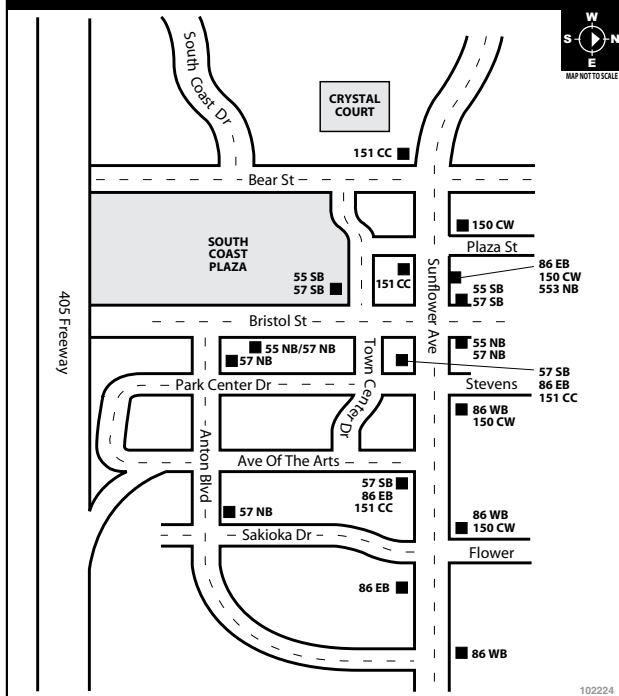 W
S N
E
MAP NOT TO SCALE
South Coast Dr
CRYSTAL
COURT
151 CC
Bear St
150 CW
Plaza St
SOUTH
COAST
PLAZA
55 SB
57 SB
151 CC
Sunflower Ave
86 EB
150 CW
553 NB
55 SB
57 SB
405 Freeway
Bristol St
55 NB/57 NB
57 NB
Town Center Dr
55 NB
57 NB
57 SB
86 EB
151 CC
Park Center Dr
Stevens
86 WB
150 CW
Anton Blvd
Ave Of The Arts
57 SB
86 EB
151 CC
57 NB
86 WB
150 CW
Sakioka Dr
Flower
86 EB
86 WB
102224